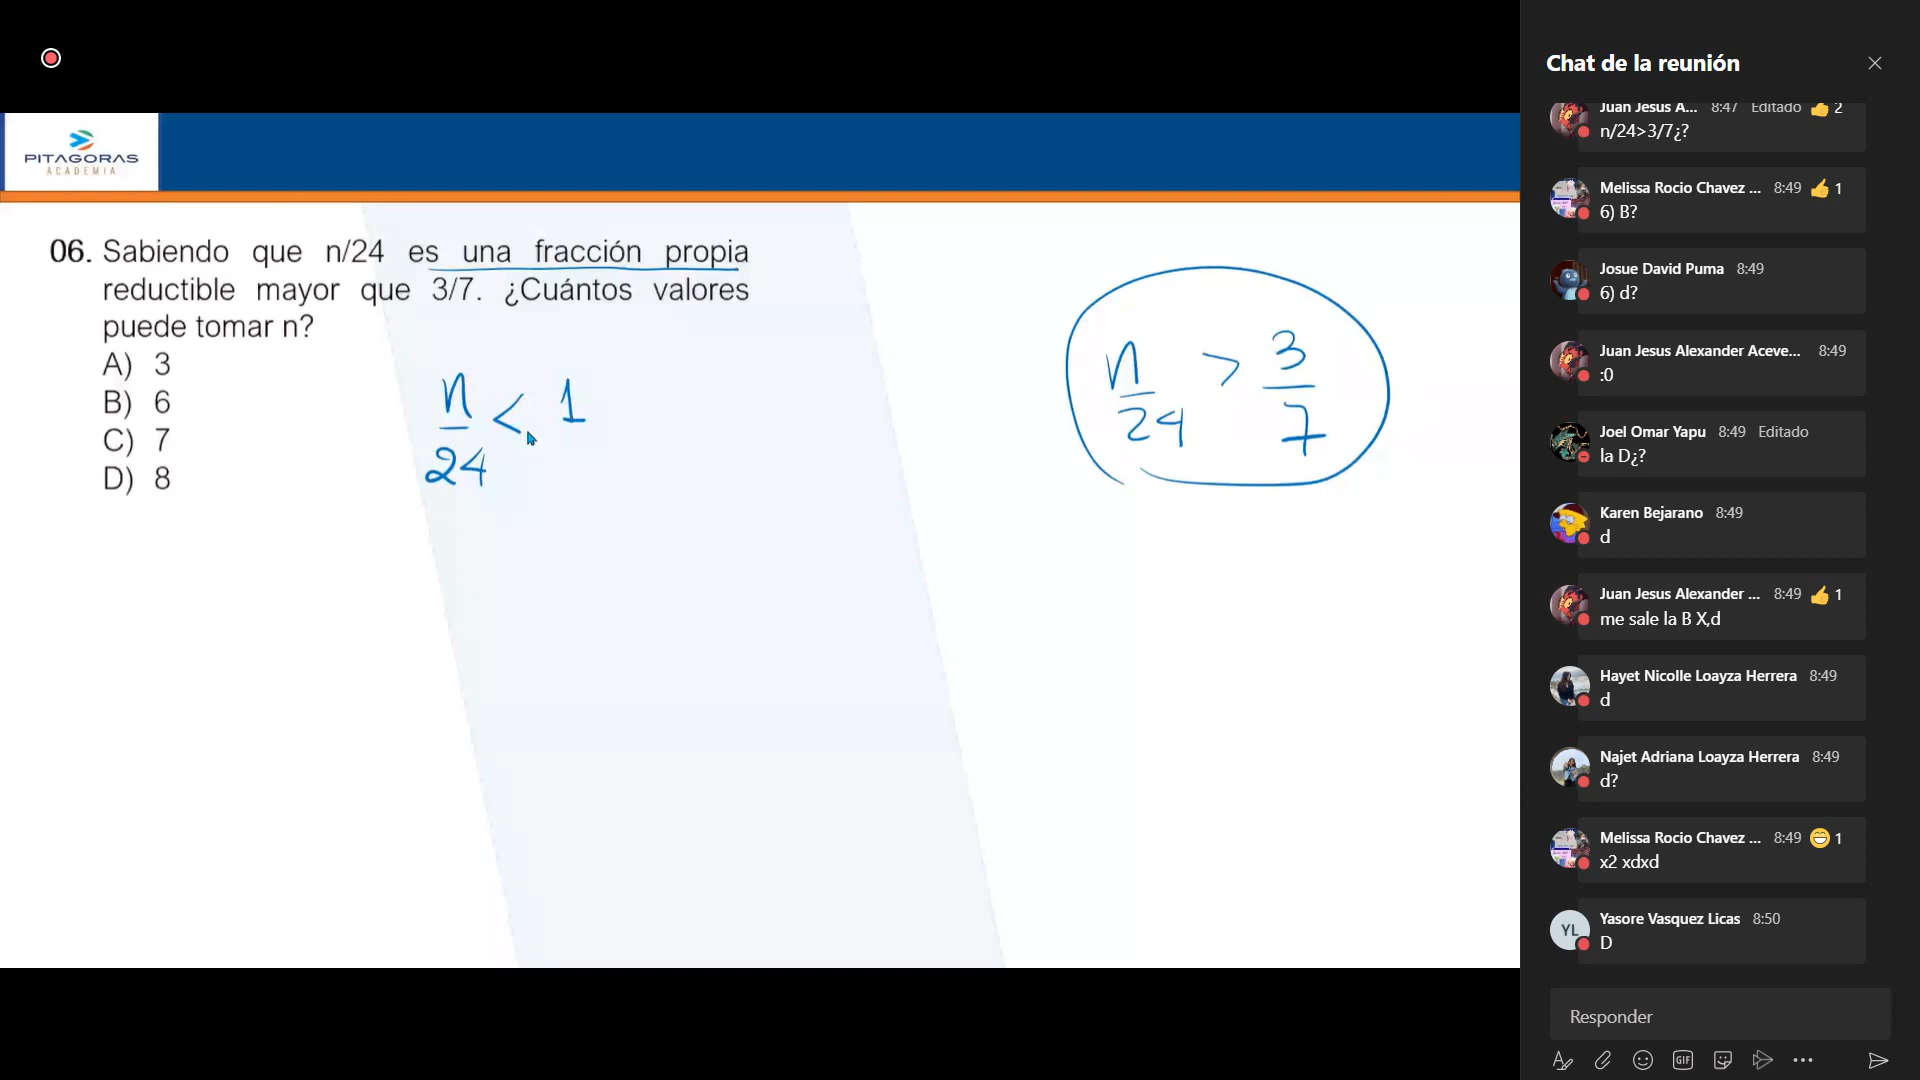 PITAGORAS
ACADEMIA
06. Sabiendo que n/24 es una fracción propia
reductible mayor que 3/7. ¿Cuántos valores
puede tomar n?
A) 3
B) 6
C) 7
D) 8
n/24 < 1
n/24 > 3/7
Chat de la reunión
Juan Jesus A... 8:47 Editado 👍 2
n/24>3/7¿?
Melissa Rocio Chavez ... 8:49 👍 1
6) B?
Josue David Puma 8:49
6) d?
Juan Jesus Alexander Aceve... 8:49
:0
Joel Omar Yapu 8:49 Editado
la D¿?
Karen Bejarano 8:49
d
Juan Jesus Alexander ... 8:49 👍 1
me sale la B X,d
Hayet Nicolle Loayza Herrera 8:49
d
Najet Adriana Loayza Herrera 8:49
d?
Melissa Rocio Chavez ... 8:49 😄 1
x2 xdxd
YL
Yasore Vasquez Licas 8:50
D
Responder
GIF